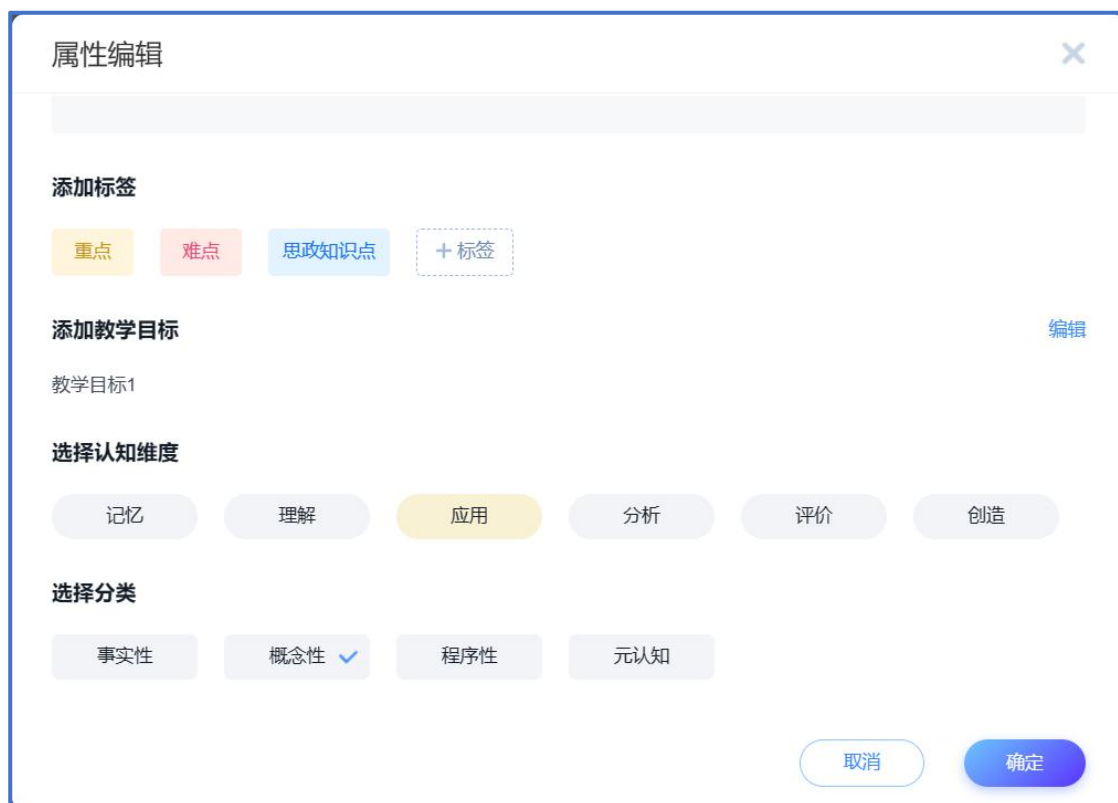 属性编辑
添加标签
重点 难点 思政知识点 +标签
添加教学目标 编辑
教学目标1
选择认知维度
记忆 理解 应用 分析 评价 创造
选择分类
事实性 概念性 程序性 元认知
取消 确定